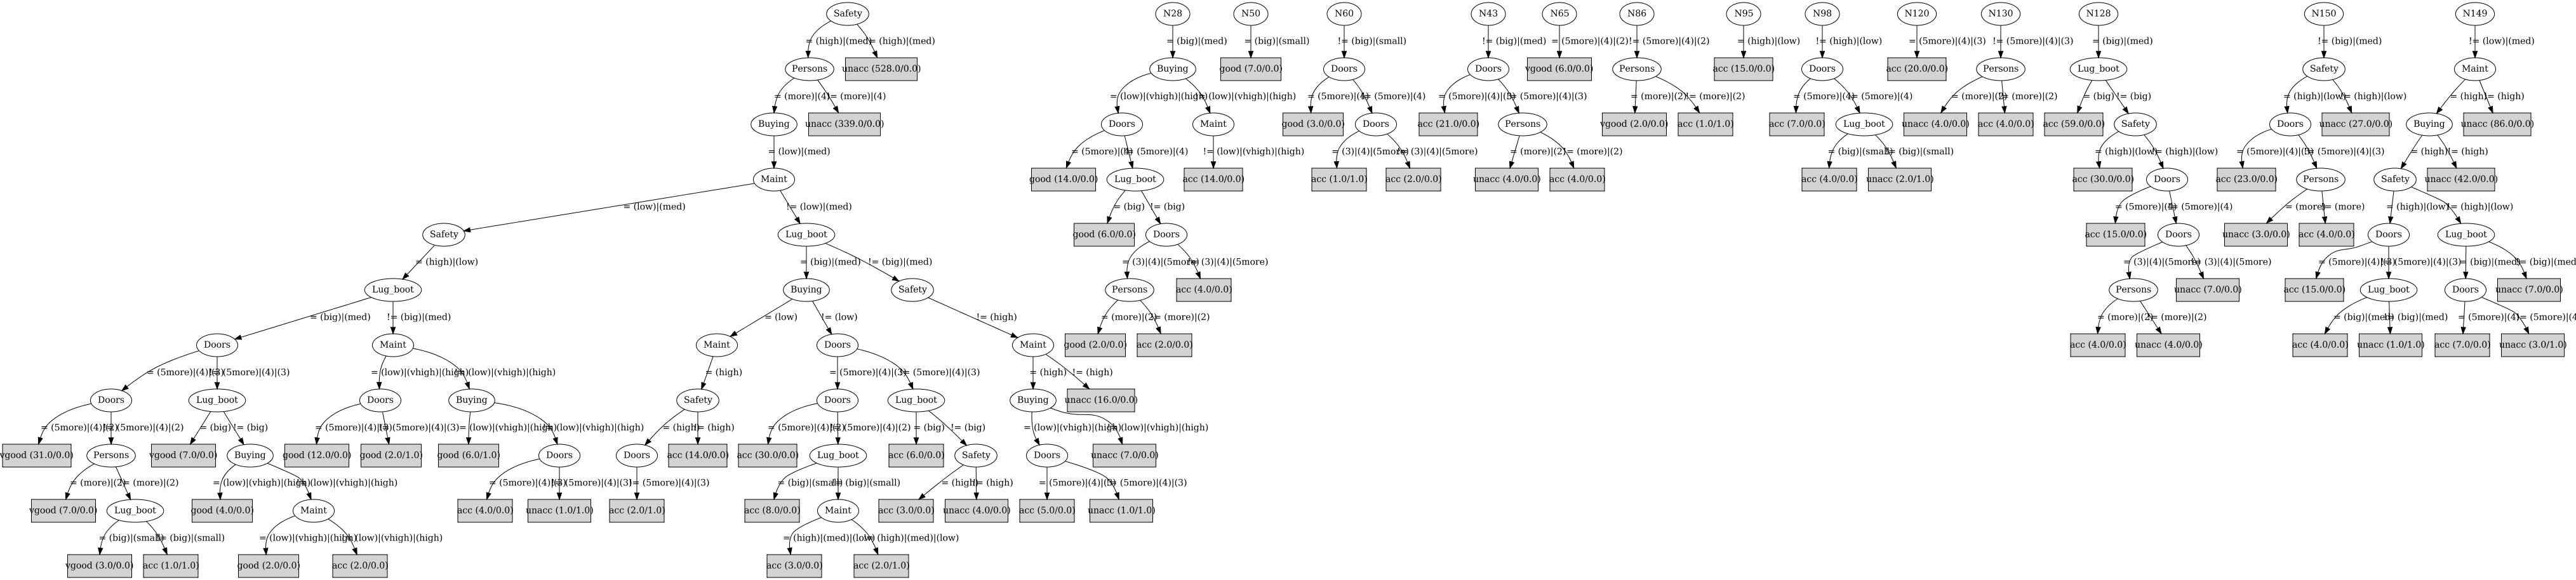 Safety N28 N50 N60 N43 N65 N86 N95 N98 N120 N130 N128 N150 N149
= (high)|(med) != (high)|(med) = (big)|(med) = (big)|(small) != (big)|(small) != (big)|(med) = (5more)|(4)|(2) != (5more)|(4)|(2) = (high)|(low) != (high)|(low) = (5more)|(4)|(3) != (5more)|(4)|(3) = (big)|(med) != (big)|(med) != (low)|(med)
Persons unacc (528.0/0.0) Buying good (7.0/0.0) Doors Doors vgood (6.0/0.0) Persons acc (15.0/0.0) Doors acc (20.0/0.0) Persons Lug_boot Safety Maint
= (more)|(4) != (more)|(4) = (low)|(vhigh)|(high) != (low)|(vhigh)|(high) = (5more)|(4) != (5more)|(4) = (5more)|(4)|(3) != (5more)|(4)|(3) = (more)|(2) != (more)|(2) = (5more)|(4) != (5more)|(4) = (more)|(2) != (more)|(2) = (big) != (big) = (high)|(low) != (high)|(low) = (high) != (high)
Buying unacc (339.0/0.0) Doors Maint good (3.0/0.0) Doors acc (21.0/0.0) Persons vgood (2.0/0.0) acc (1.0/1.0) acc (7.0/0.0) Lug_boot unacc (4.0/0.0) acc (4.0/0.0) acc (59.0/0.0) Safety Doors unacc (27.0/0.0) Buying unacc (86.0/0.0)
= (low)|(med) = (5more)|(4) != (5more)|(4) != (low)|(vhigh)|(high) = (3)|(4)|(5more) != (3)|(4)|(5more) = (more)|(2) != (more)|(2) = (big)|(small) != (big)|(small) = (high)|(low) != (high)|(low) = (5more)|(4)|(3) != (5more)|(4)|(3) = (high) != (high)
Maint good (14.0/0.0) Lug_boot acc (14.0/0.0) acc (1.0/1.0) acc (2.0/0.0) unacc (4.0/0.0) acc (4.0/0.0) acc (4.0/0.0) unacc (2.0/1.0) acc (30.0/0.0) Doors acc (23.0/0.0) Persons Safety unacc (42.0/0.0)
= (low)|(med) != (low)|(med) = (big) != (big) = (5more)|(4) != (5more)|(4) = (more) != (more) = (high)|(low) != (high)|(low)
Safety Lug_boot good (6.0/0.0) Doors acc (15.0/0.0) Doors unacc (3.0/0.0) acc (4.0/0.0) Doors Lug_boot
= (high)|(low) = (big)|(med) != (big)|(med) = (3)|(4)|(5more) != (3)|(4)|(5more) = (3)|(4)|(5more) != (3)|(4)|(5more) = (5more)|(4)|(3) != (5more)|(4)|(3) = (big)|(med) != (big)|(med)
Lug_boot Buying Safety Persons acc (4.0/0.0) Persons unacc (7.0/0.0) acc (15.0/0.0) Lug_boot Doors unacc (7.0/0.0)
= (big)|(med) != (big)|(med) = (low) != (low) != (high) = (more)|(2) != (more)|(2) = (more)|(2) != (more)|(2) = (big)|(med) != (big)|(med) = (5more)|(4) != (5more)|(4)
Doors Maint Maint Doors Maint good (2.0/0.0) acc (2.0/0.0) acc (4.0/0.0) unacc (4.0/0.0) acc (4.0/0.0) unacc (1.0/1.0) acc (7.0/0.0) unacc (3.0/1.0)
= (5more)|(4)|(3) != (5more)|(4)|(3) = (low)|(vhigh)|(high) != (low)|(vhigh)|(high) = (high) = (5more)|(4)|(3) != (5more)|(4)|(3) = (high) != (high)
Doors Lug_boot Doors Buying Safety Doors Lug_boot Buying unacc (16.0/0.0)
= (5more)|(4)|(2) != (5more)|(4)|(2) = (big) != (big) = (5more)|(4)|(3) != (5more)|(4)|(3) = (low)|(vhigh)|(high) != (low)|(vhigh)|(high) = (high) != (high) = (5more)|(4)|(2) != (5more)|(4)|(2) = (big) != (big) = (low)|(vhigh)|(high) != (low)|(vhigh)|(high)
vgood (31.0/0.0) Persons vgood (7.0/0.0) Buying good (12.0/0.0) good (2.0/1.0) good (6.0/1.0) Doors Doors acc (14.0/0.0) acc (30.0/0.0) Lug_boot acc (6.0/0.0) Safety Doors unacc (7.0/0.0)
= (more)|(2) != (more)|(2) = (low)|(vhigh)|(high) != (low)|(vhigh)|(high) = (5more)|(4)|(3) != (5more)|(4)|(3) != (5more)|(4)|(3) = (big)|(small) != (big)|(small) = (high) != (high) = (5more)|(4)|(3) != (5more)|(4)|(3)
vgood (7.0/0.0) Lug_boot good (4.0/0.0) Maint acc (4.0/0.0) unacc (1.0/1.0) acc (2.0/1.0) acc (8.0/0.0) Maint acc (3.0/0.0) unacc (4.0/0.0) acc (5.0/0.0) unacc (1.0/1.0)
= (big)|(small) != (big)|(small) = (low)|(vhigh)|(high) != (low)|(vhigh)|(high) = (high)|(med)|(low) != (high)|(med)|(low)
vgood (3.0/0.0) acc (1.0/1.0) good (2.0/0.0) acc (2.0/0.0) acc (3.0/0.0) acc (2.0/1.0)